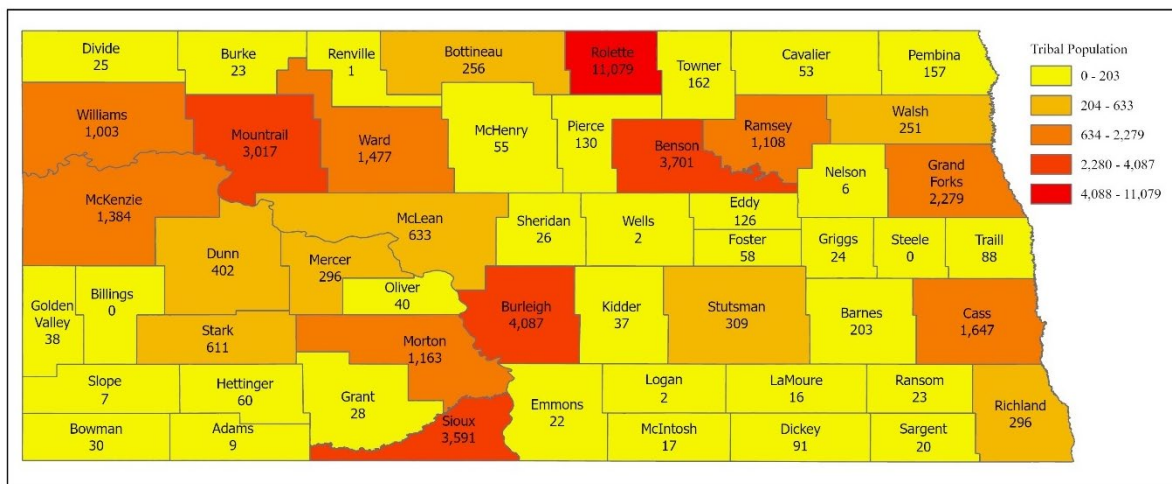 Divide
25
Burke
23
Renville
1
Bottineau
256
Rolette
11,079
Towner
162
Cavalier
53
Pembina
157
Williams
1,003
Mountrail
3,017
Ward
1,477
McHenry
55
Pierce
130
Benson
3,701
Ramsey
1,108
Walsh
251
Nelson
6
Grand
Forks
2,279
McKenzie
1,384
Dunn
402
Mercer
296
McLean
633
Sheridan
26
Wells
2
Eddy
126
Foster
58
Griggs
24
Steele
0
Traill
88
Golden
Valley
38
Billings
0
Stark
611
Oliver
40
Morton
1,163
Burleigh
4,087
Kidder
37
Stutsman
309
Barnes
203
Cass
1,647
Slope
7
Hettinger
60
Grant
28
Sioux
3,591
Emmons
22
Logan
2
LaMoure
16
Ransom
23
Richland
296
Bowman
30
Adams
9
McIntosh
17
Dickey
91
Sargent
20
Tribal Population
0 - 203
204 - 633
634 - 2,279
2,280 - 4,087
4,088 - 11,079